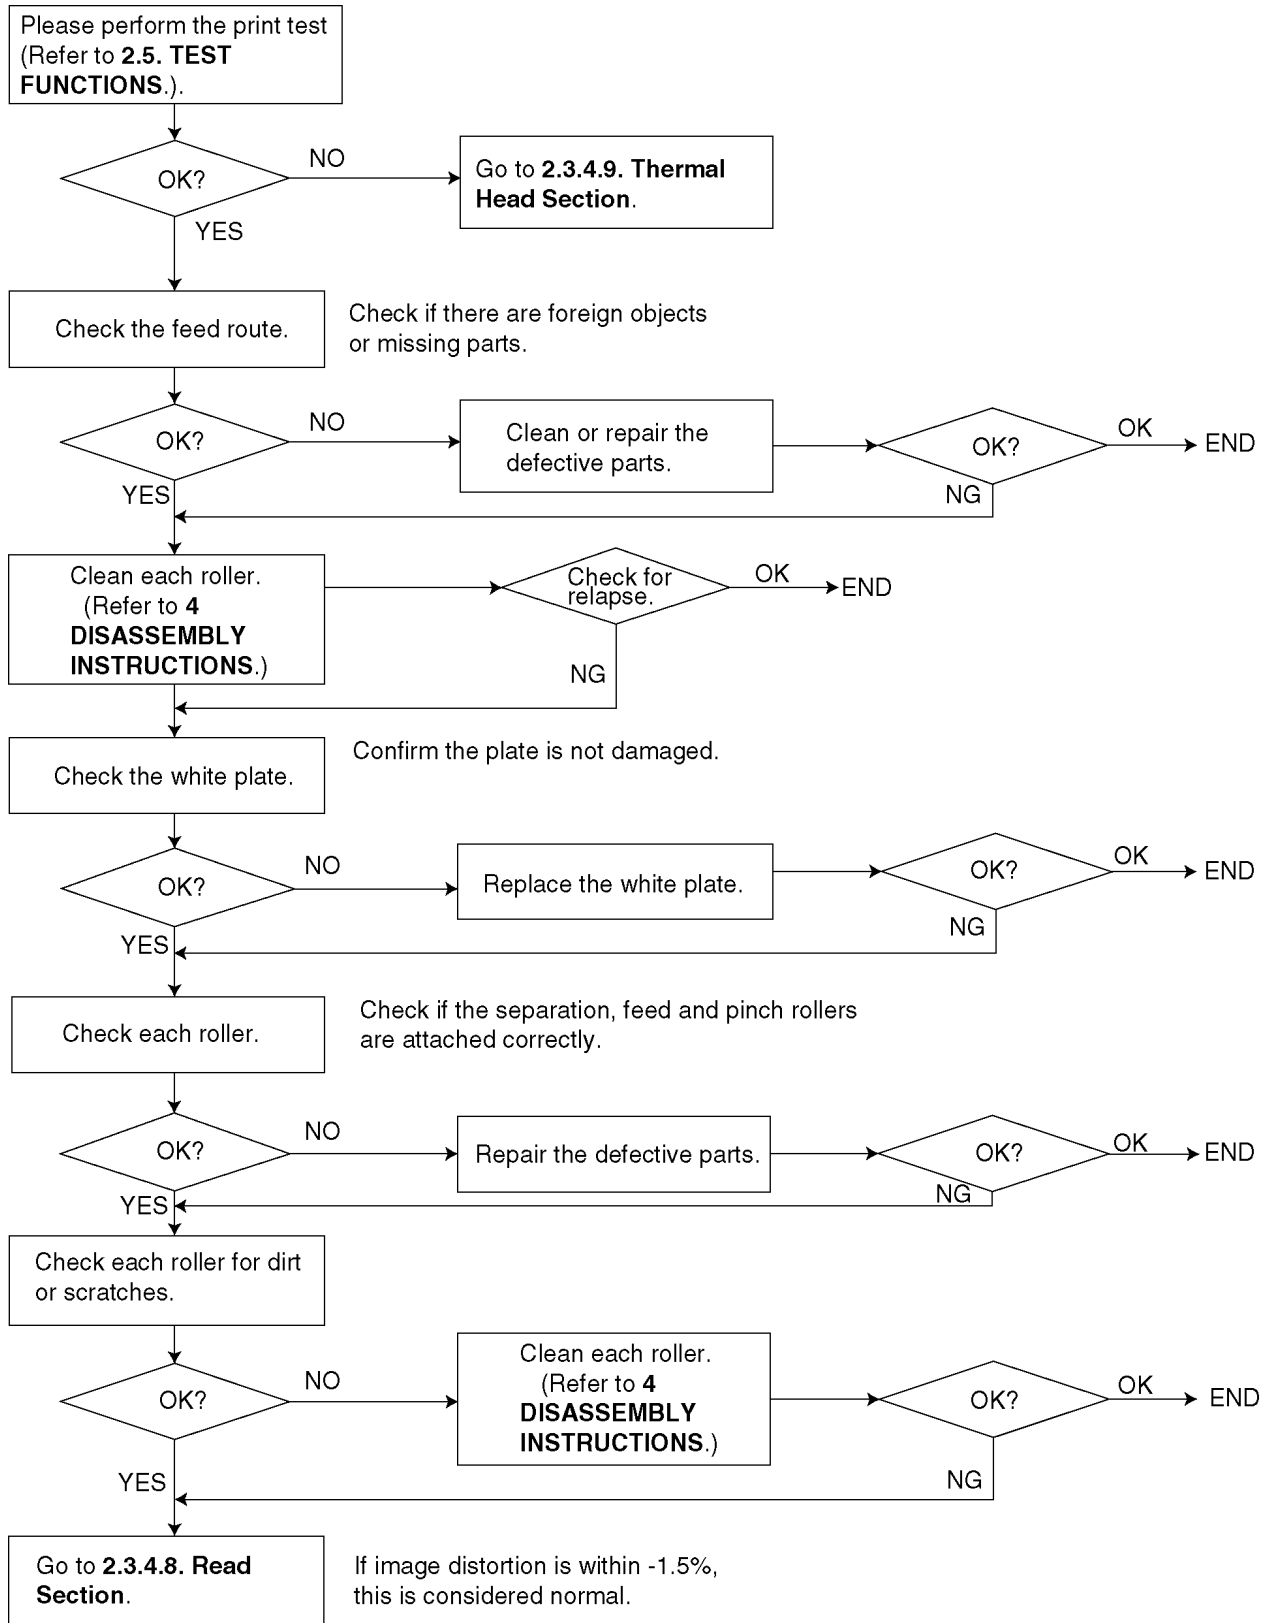 Please perform the print test
(Refer to 2.5. TEST
FUNCTIONS.).
OK?
NO
Go to 2.3.4.9. Thermal
Head Section.
YES
Check the feed route.
Check if there are foreign objects
or missing parts.
OK?
NO
Clean or repair the
defective parts.
OK?
OK
END
YES
NG
Clean each roller.
(Refer to 4
DISASSEMBLY
INSTRUCTIONS.)
Check for
relapse.
OK
END
NG
Check the white plate.
Confirm the plate is not damaged.
OK?
NO
Replace the white plate.
OK?
OK
END
YES
NG
Check each roller.
Check if the separation, feed and pinch rollers
are attached correctly.
OK?
NO
Repair the defective parts.
OK?
OK
END
YES
NG
Check each roller for dirt
or scratches.
OK?
NO
Clean each roller.
(Refer to 4
DISASSEMBLY
INSTRUCTIONS.)
OK?
OK
END
YES
NG
Go to 2.3.4.8. Read
Section.
If image distortion is within -1.5%,
this is considered normal.